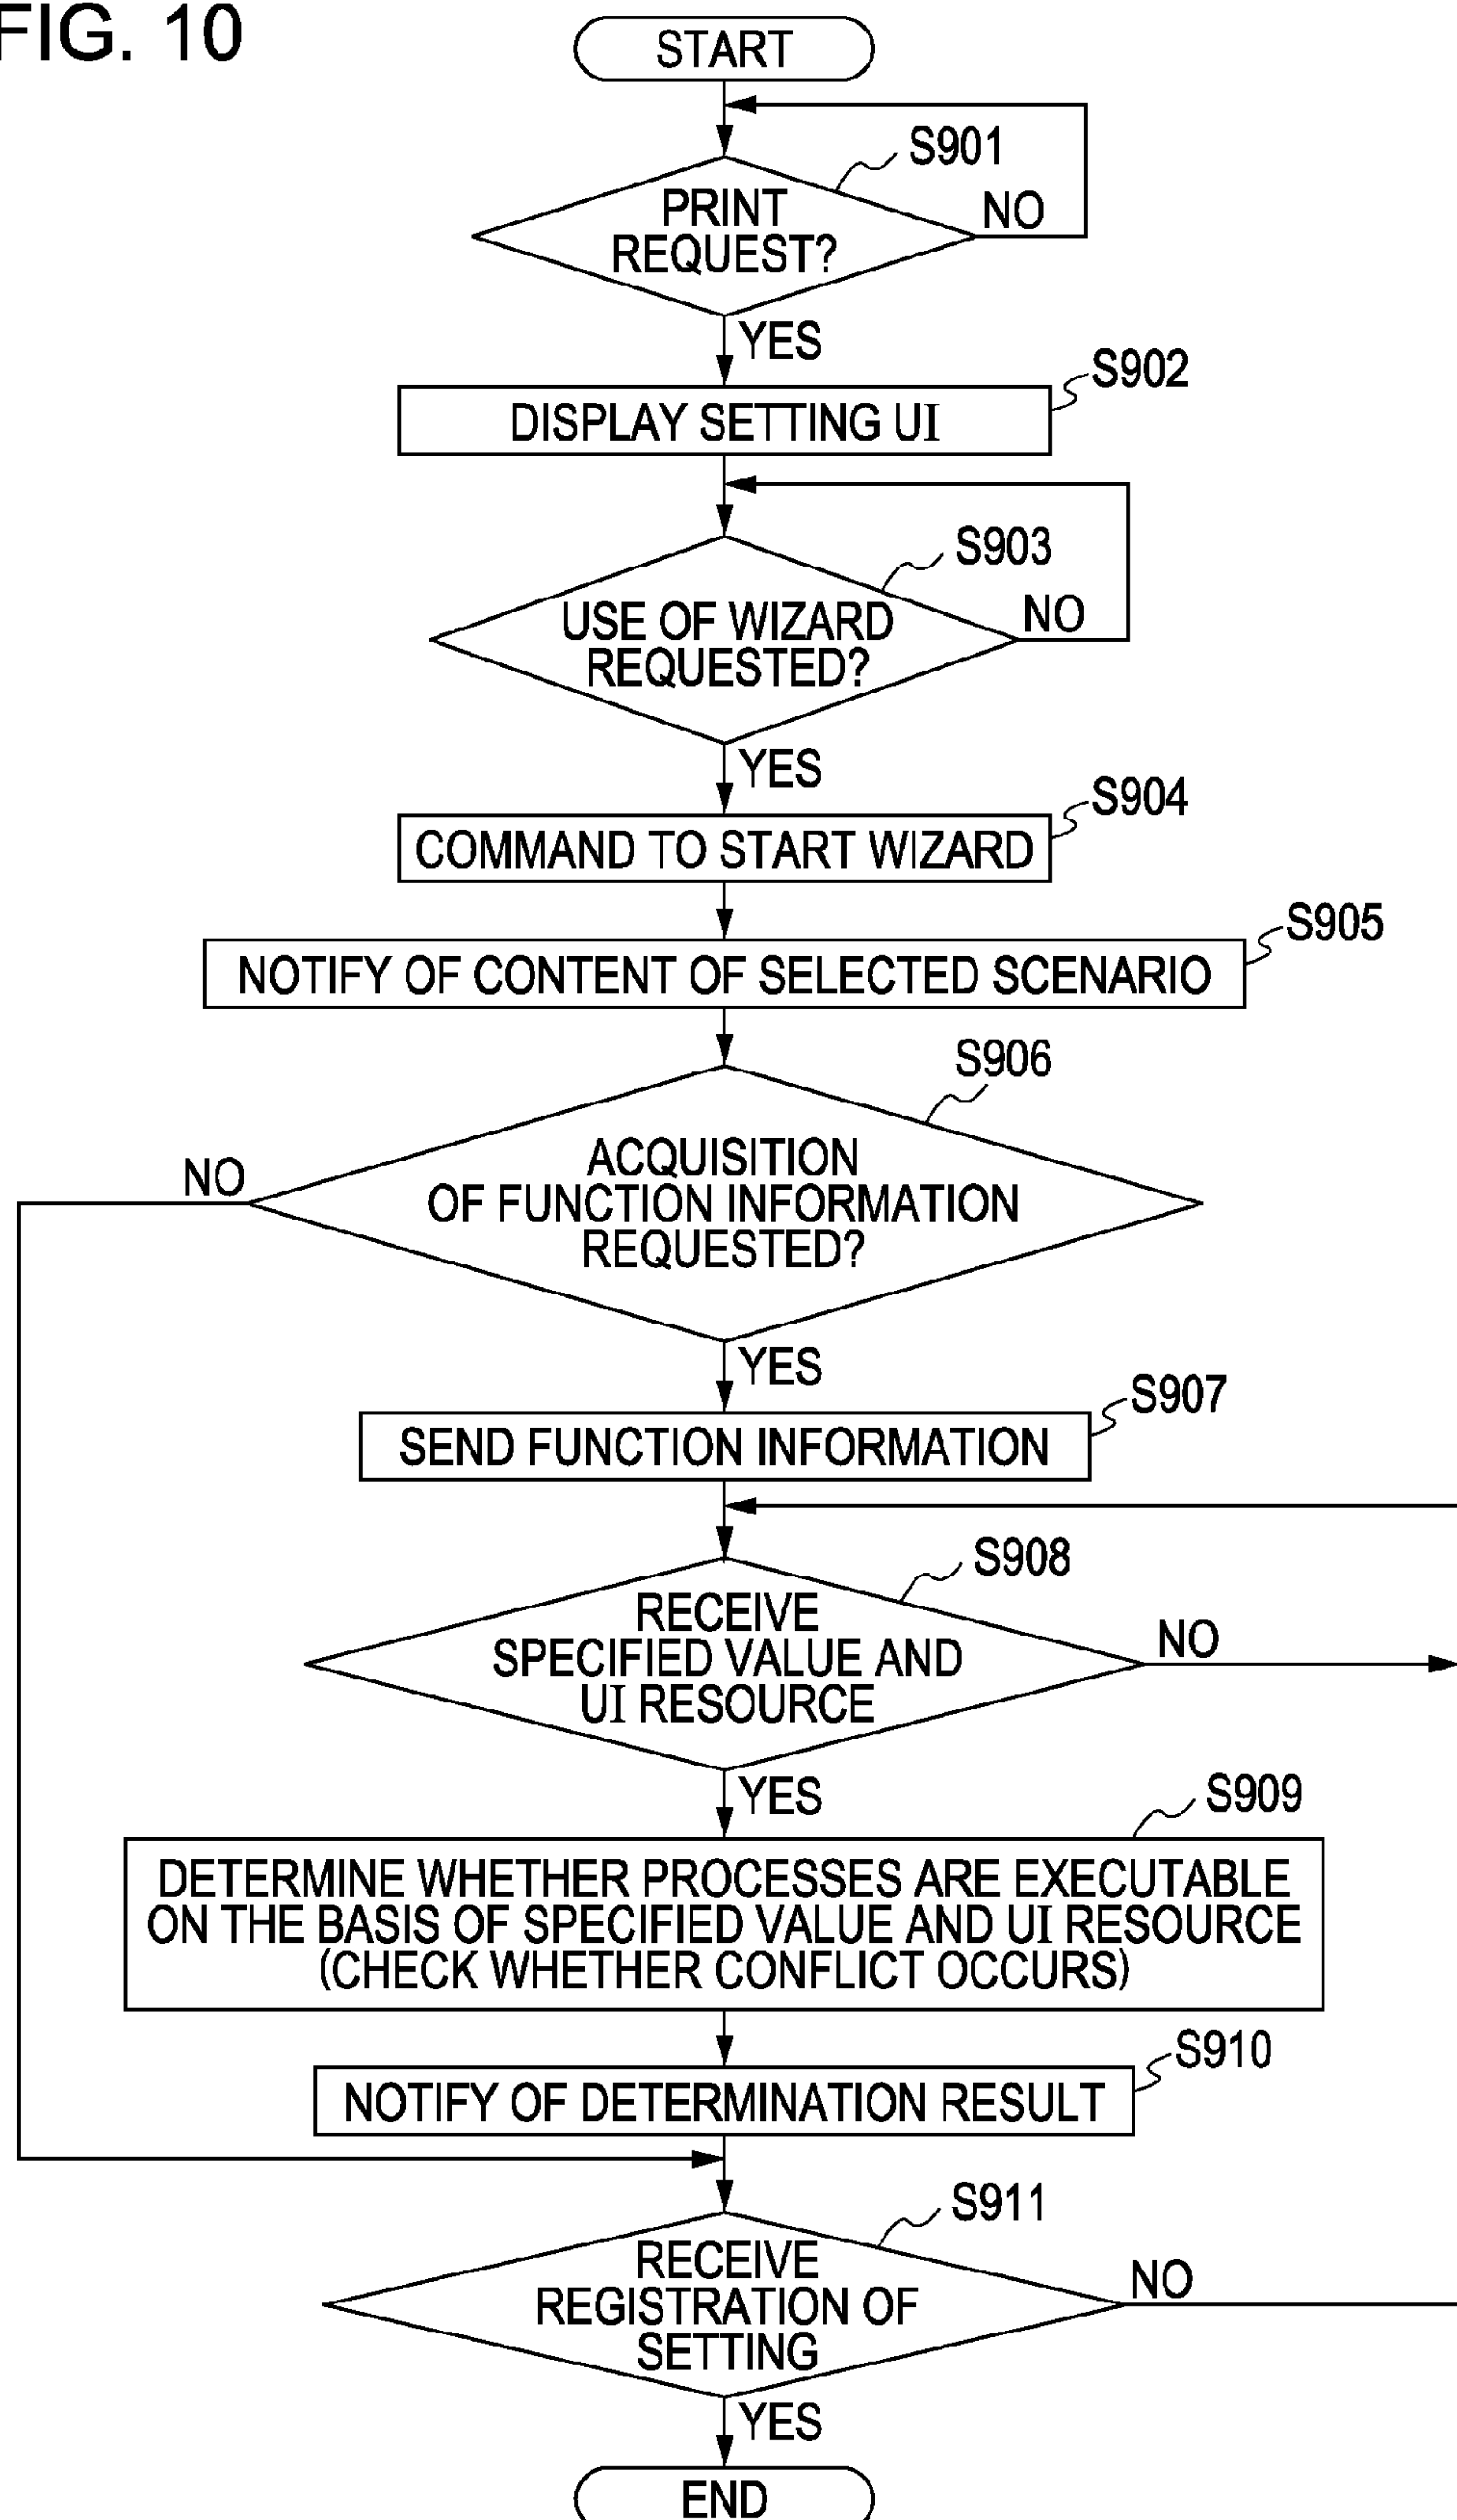 FIG. 10
START
S901
PRINT
REQUEST?
NO
YES
S902
DISPLAY SETTING UI
S903
USE OF WIZARD
REQUESTED?
NO
YES
S904
COMMAND TO START WIZARD
S905
NOTIFY OF CONTENT OF SELECTED SCENARIO
S906
ACQUISITION
OF FUNCTION INFORMATION
REQUESTED?
NO
YES
S907
SEND FUNCTION INFORMATION
S908
RECEIVE
SPECIFIED VALUE AND
UI RESOURCE
NO
YES
S909
DETERMINE WHETHER PROCESSES ARE EXECUTABLE
ON THE BASIS OF SPECIFIED VALUE AND UI RESOURCE
(CHECK WHETHER CONFLICT OCCURS)
S910
NOTIFY OF DETERMINATION RESULT
S911
RECEIVE
REGISTRATION OF
SETTING
NO
YES
END